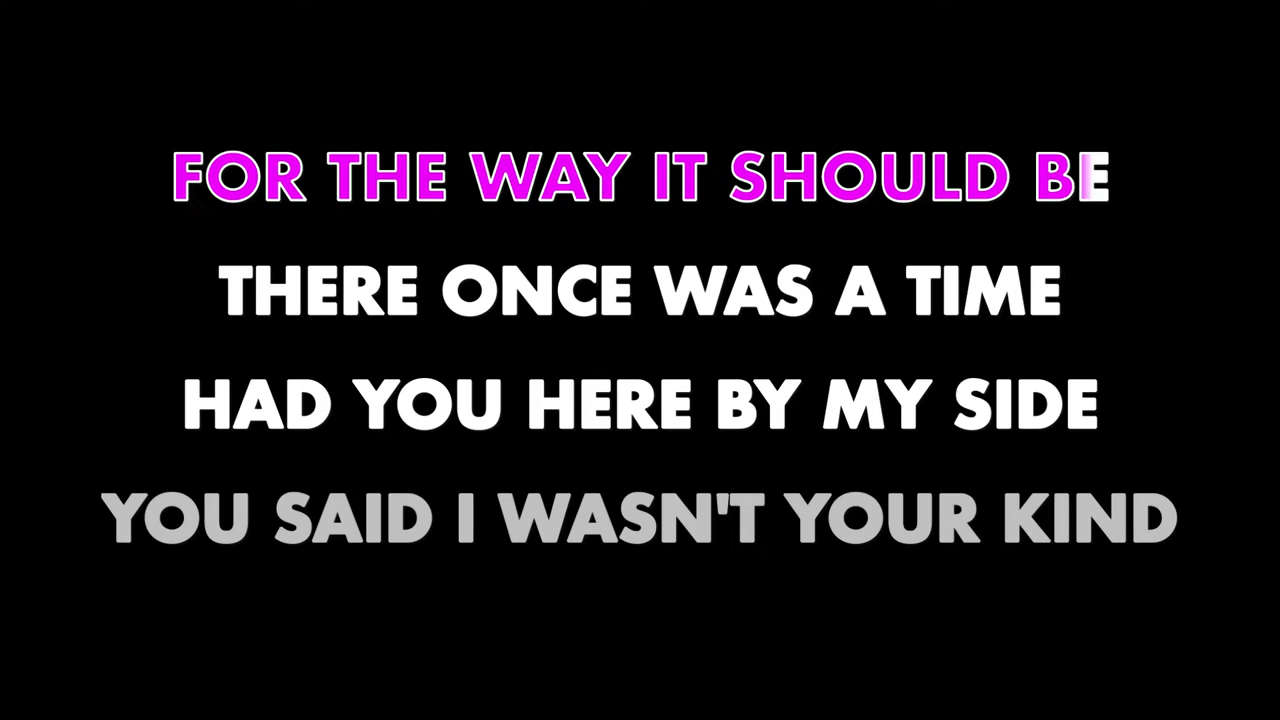 FOR THE WAY IT SHOULD BE
THERE ONCE WAS A TIME
HAD YOU HERE BY MY SIDE
YOU SAID I WASN'T YOUR KIND